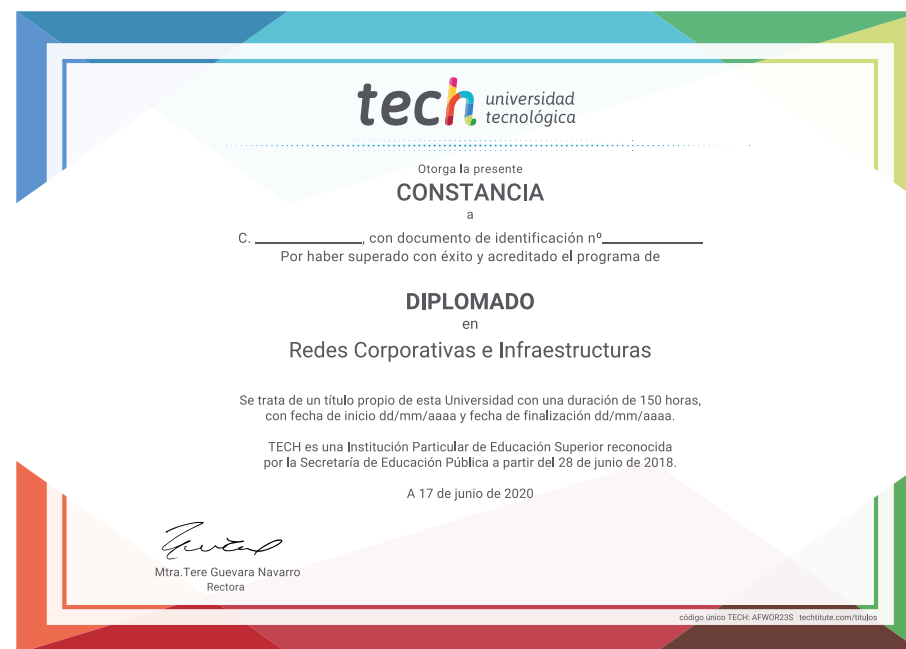 tech universidad
tecnológica
Otorga la presente
CONSTANCIA
a
C. ____________, con documento de identificación nº____________
Por haber superado con éxito y acreditado el programa de
DIPLOMADO
en
Redes Corporativas e Infraestructuras
Se trata de un título propio de esta Universidad con una duración de 150 horas,
con fecha de inicio dd/mm/aaaa y fecha de finalización dd/mm/aaaa.
TECH es una Institución Particular de Educación Superior reconocida
por la Secretaría de Educación Pública a partir del 28 de junio de 2018.
A 17 de junio de 2020
Mtra.Tere Guevara Navarro
Rectora
código único TECH: AFWOR23S techtitute.com/titulos